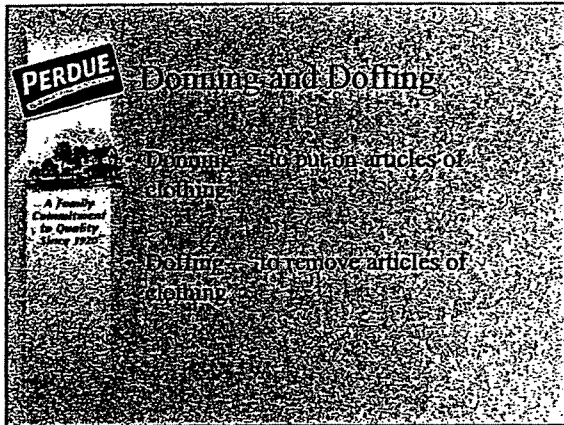 PERDUE
Donning and Doffing
- A Family
Commitment
to Quality
Since 1920
Donning to put on articles of
clothing
Doffing to remove articles of
clothing